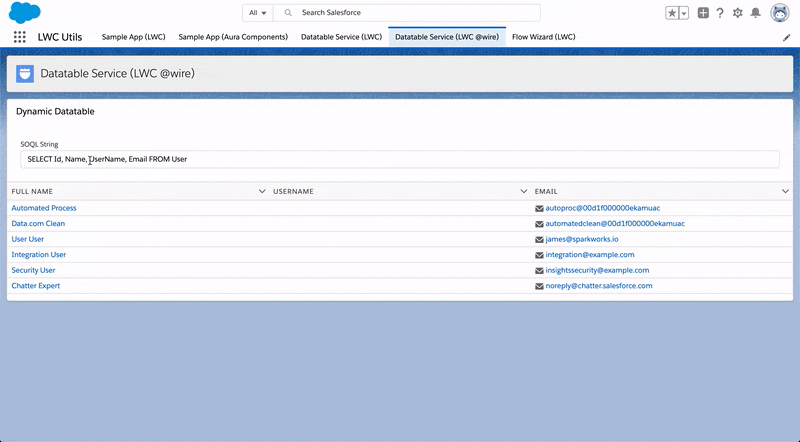 All
Search Salesforce
LWC Utils
Sample App (LWC)
Sample App (Aura Components)
Datatable Service (LWC)
Datatable Service (LWC @wire)
Flow Wizard (LWC)
Datatable Service (LWC @wire)
Dynamic Datatable
SOQL String
SELECT Id, Name, UserName, Email FROM User
FULL NAME USERNAME EMAIL
Automated Process autoproc@00d1f000000ekamuac
Data.com Clean automatedclean@00d1f000000ekamuac
User User james@sparkworks.io
Integration User integration@example.com
Security User insightssecurity@example.com
Chatter Expert noreply@chatter.salesforce.com